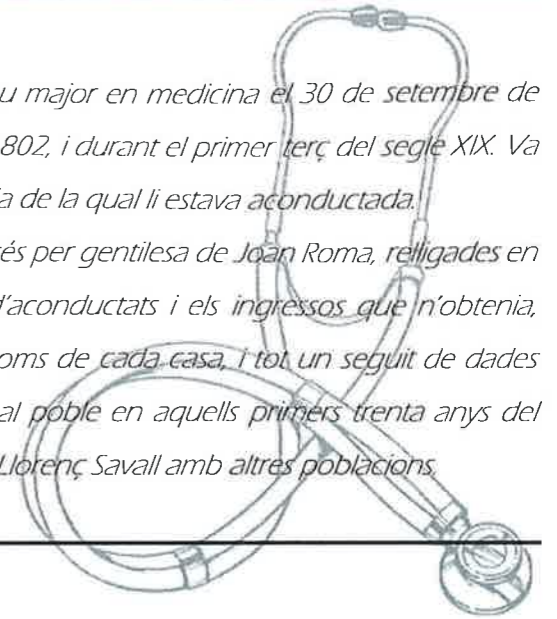 u major en medicina el 30 de setembre de
802, i durant el primer terç del segle XIX. Va
a de la qual li estava aconductada.
és per gentilesa de Joan Roma, relligades en
d'aconductats i els ingressos que n'obtenia,
oms de cada casa, i tot un seguit de dades
al poble en aquells primers trenta anys del
Llorenç Savall amb altres poblacions,